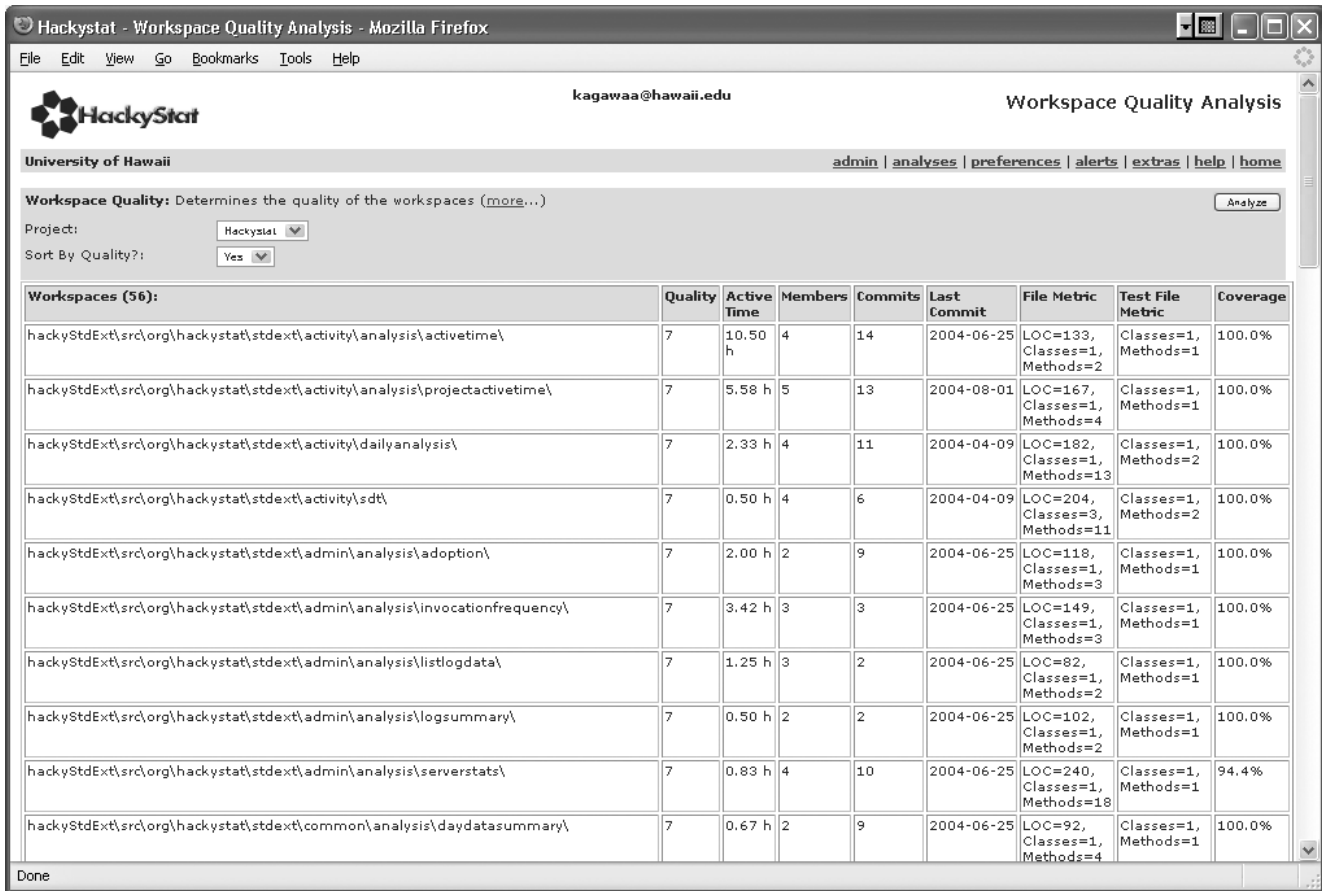 Hackystat - Workspace Quality Analysis - Mozilla Firefox
File Edit View Go Bookmarks Tools Help
HackyStat
kagawaa@hawaii.edu
Workspace Quality Analysis
University of Hawaii
admin | analyses | preferences | alerts | extras | help | home
Workspace Quality: Determines the quality of the workspaces (more...)
Analyze
Project: Hackystat
Sort By Quality?: Yes
Workspaces (56): Quality Active Members Commits Last File Metric Test File Coverage
Time Commit Metric
hackyStdExt\src\org\hackystat\stdext\activity\analysis\activetime\ 7 10.50 4 14 2004-06-25 LOC=133, Classes=1, 100.0%
h Classes=1, Methods=1
Methods=2
hackyStdExt\src\org\hackystat\stdext\activity\analysis\projectactivetime\ 7 5.58 h 5 13 2004-08-01 LOC=167, Classes=1, 100.0%
Classes=1, Methods=1
Methods=4
hackyStdExt\src\org\hackystat\stdext\activity\dailyanalysis\ 7 2.33 h 4 11 2004-04-09 LOC=182, Classes=1, 100.0%
Classes=1, Methods=2
Methods=13
hackyStdExt\src\org\hackystat\stdext\activity\sdt\ 7 0.50 h 4 6 2004-04-09 LOC=204, Classes=1, 100.0%
Classes=3, Methods=2
Methods=11
hackyStdExt\src\org\hackystat\stdext\admin\analysis\adoption\ 7 2.00 h 2 9 2004-06-25 LOC=118, Classes=1, 100.0%
Classes=1, Methods=1
Methods=3
hackyStdExt\src\org\hackystat\stdext\admin\analysis\invocationfrequency\ 7 3.42 h 3 3 2004-06-25 LOC=149, Classes=1, 100.0%
Classes=1, Methods=1
Methods=3
hackyStdExt\src\org\hackystat\stdext\admin\analysis\listlogdata\ 7 1.25 h 3 2 2004-06-25 LOC=82, Classes=1, 100.0%
Classes=1, Methods=1
Methods=2
hackyStdExt\src\org\hackystat\stdext\admin\analysis\logsummary\ 7 0.50 h 2 2 2004-06-25 LOC=102, Classes=1, 100.0%
Classes=1, Methods=1
Methods=2
hackyStdExt\src\org\hackystat\stdext\admin\analysis\serverstats\ 7 0.83 h 4 10 2004-06-25 LOC=240, Classes=1, 94.4%
Classes=1, Methods=1
Methods=18
hackyStdExt\src\org\hackystat\stdext\common\analysis\daydatasummary\ 7 0.67 h 2 9 2004-06-25 LOC=92, Classes=1, 100.0%
Classes=1, Methods=1
Methods=4
Done